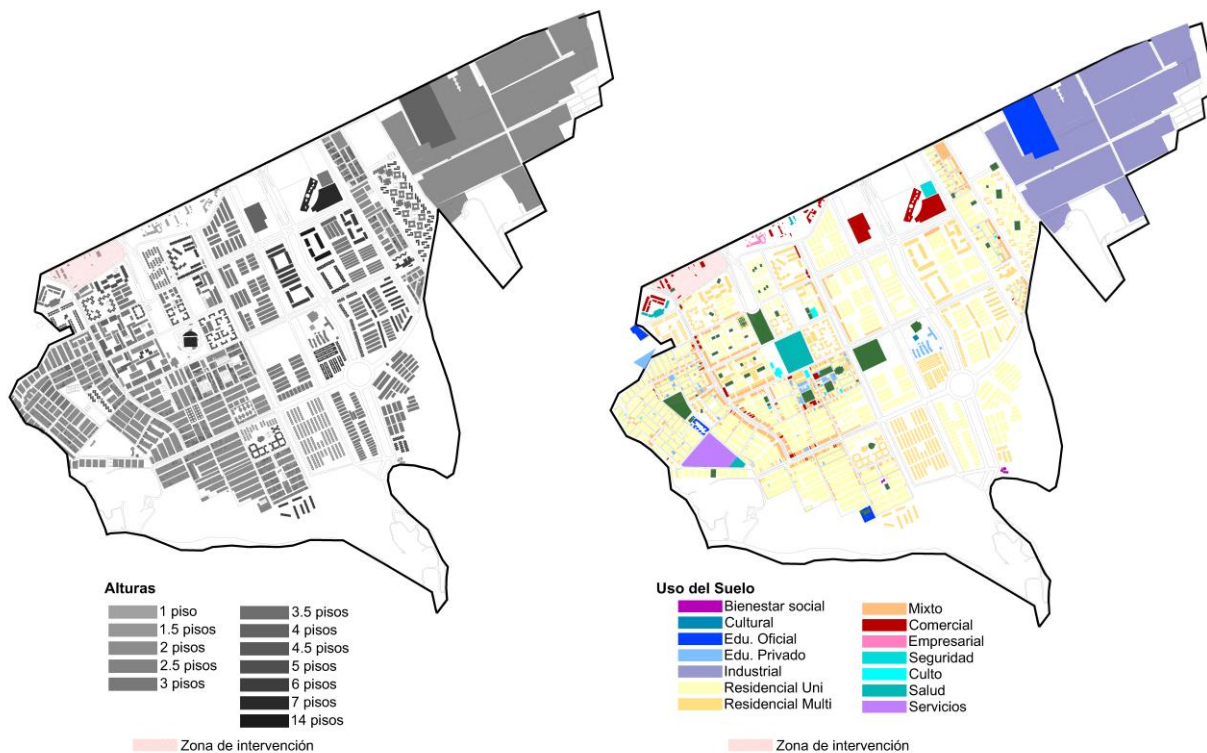 Alturas
1 piso
1.5 pisos
2 pisos
2.5 pisos
3 pisos
3.5 pisos
4 pisos
4.5 pisos
5 pisos
6 pisos
7 pisos
14 pisos
Zona de intervención
Uso del Suelo
Bienestar social
Cultural
Edu. Oficial
Edu. Privado
Industrial
Residencial Uni
Residencial Multi
Mixto
Comercial
Empresarial
Seguridad
Culto
Salud
Servicios
Zona de intervención